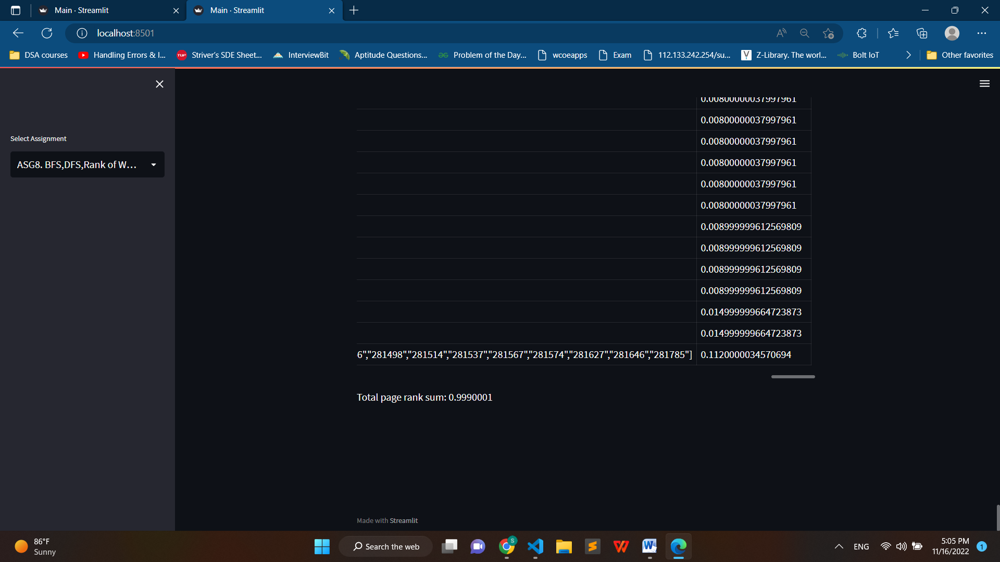 Main · Streamlit
Main · Streamlit
localhost:8501
DSA courses
Handling Errors & I...
Striver's SDE Sheet...
InterviewBit
Aptitude Questions...
Problem of the Day...
wcoeapps
Exam
112.133.242.254/su...
Z-Library. The worl...
Bolt IoT
Other favorites
Select Assignment
ASG8. BFS,DFS,Rank of W...
0.00800000037997961
0.00800000037997961
0.00800000037997961
0.00800000037997961
0.00800000037997961
0.00800000037997961
0.008999999612569809
0.008999999612569809
0.008999999612569809
0.008999999612569809
0.014999999664723873
0.014999999664723873
6","281498","281514","281537","281567","281574","281627","281646","281785"] 0.1120000034570694
Total page rank sum: 0.9990001
Made with Streamlit
86°F
Sunny
Search the web
ENG
5:05 PM
11/16/2022
1